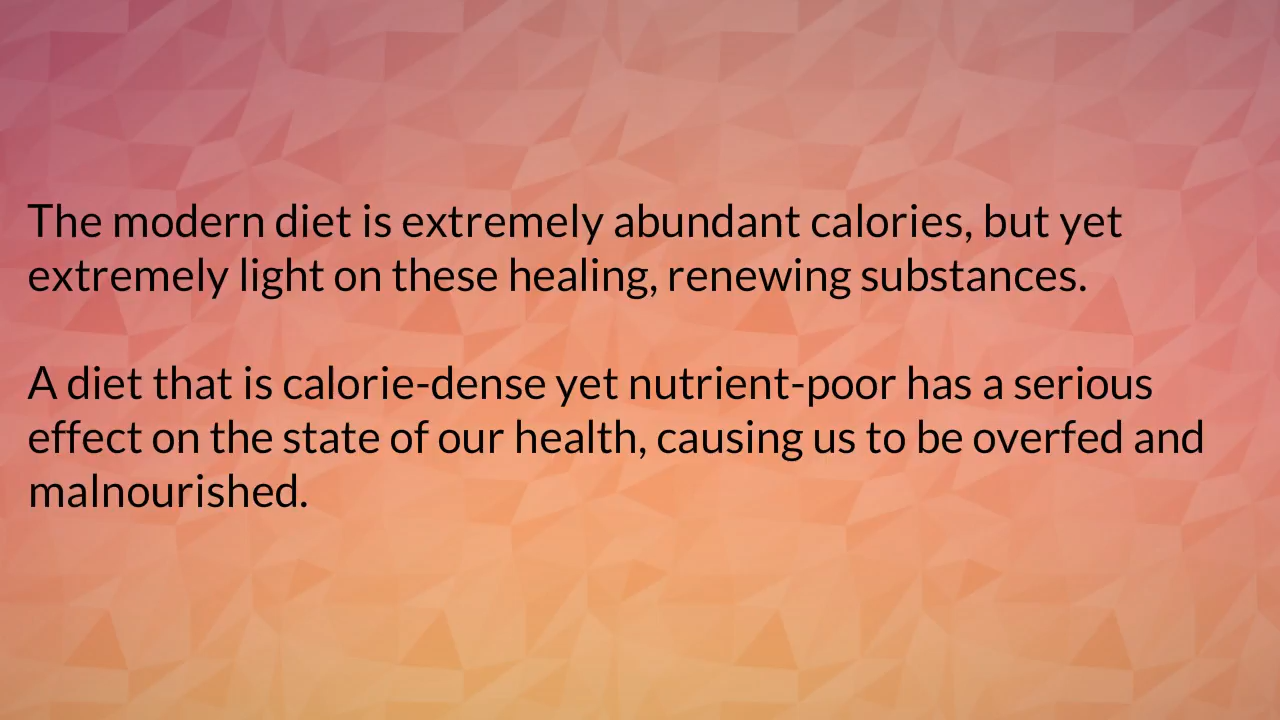 The modern diet is extremely abundant calories, but yet
extremely light on these healing, renewing substances.
A diet that is calorie-dense yet nutrient-poor has a serious
effect on the state of our health, causing us to be overfed and
malnourished.